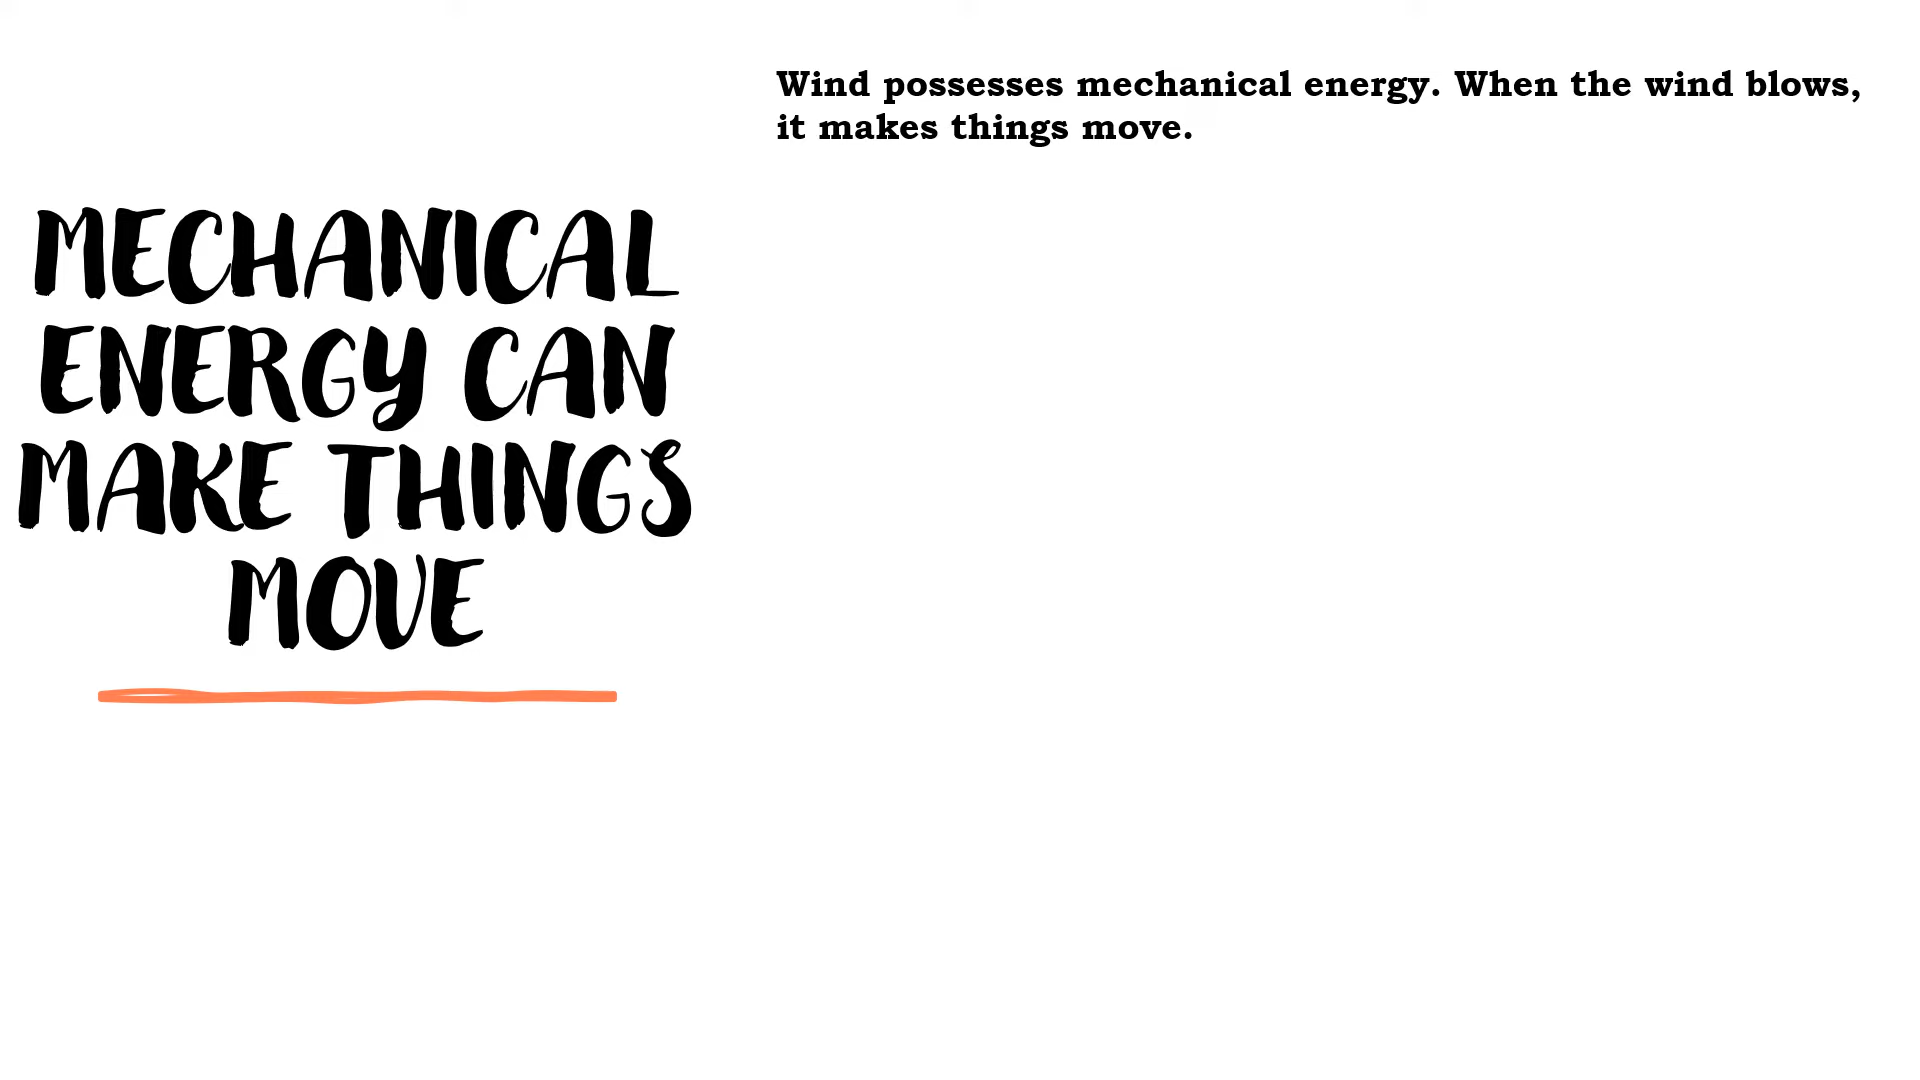 MECHANICAL
ENERGY CAN
MAKE THINGS
MOVE
Wind possesses mechanical energy. When the wind blows,
it makes things move.